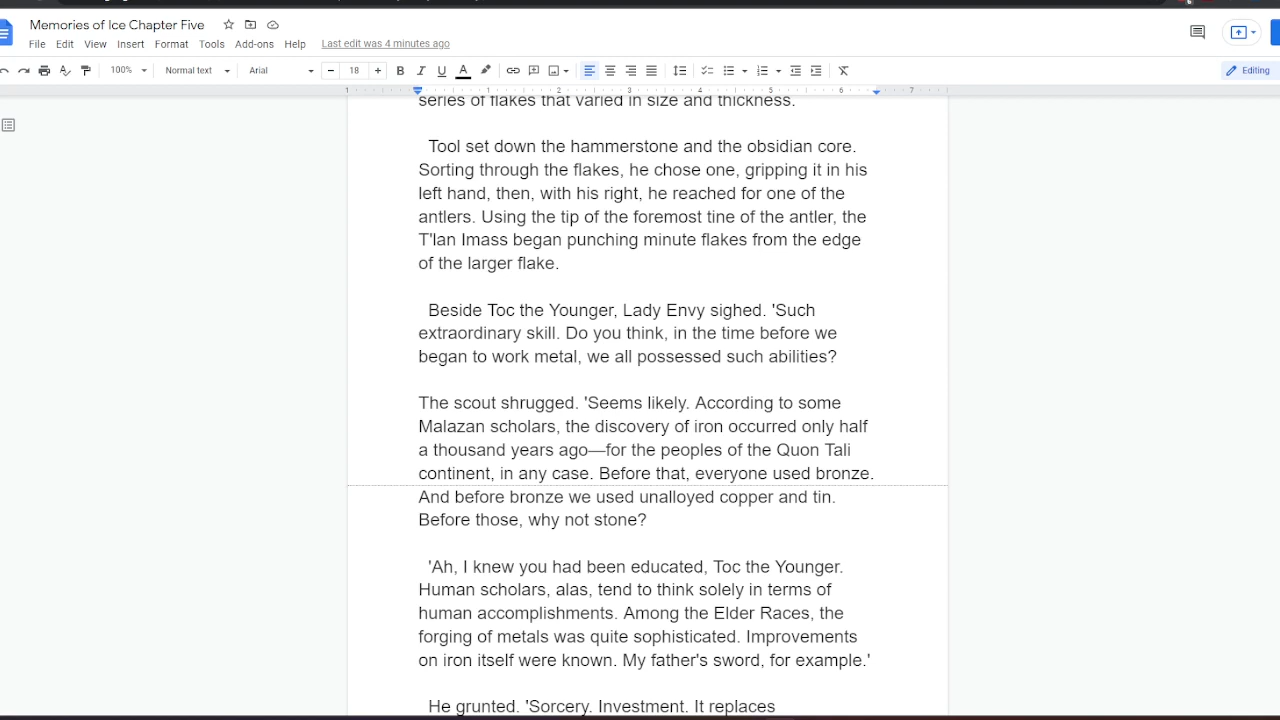 Memories of Ice Chapter Five
File Edit View Insert Format Tools Add-ons Help Last edit was 4 minutes ago
100% Normal text Arial 18 B I U A Editing
1 1 2 3 4 5 6 7
series of flakes that varied in size and thickness.
Tool set down the hammerstone and the obsidian core.
Sorting through the flakes, he chose one, gripping it in his
left hand, then, with his right, he reached for one of the
antlers. Using the tip of the foremost tine of the antler, the
T'lan Imass began punching minute flakes from the edge
of the larger flake.
Beside Toc the Younger, Lady Envy sighed. 'Such
extraordinary skill. Do you think, in the time before we
began to work metal, we all possessed such abilities?
The scout shrugged. 'Seems likely. According to some
Malazan scholars, the discovery of iron occurred only half
a thousand years ago—for the peoples of the Quon Tali
continent, in any case. Before that, everyone used bronze.
And before bronze we used unalloyed copper and tin.
Before those, why not stone?
'Ah, I knew you had been educated, Toc the Younger.
Human scholars, alas, tend to think solely in terms of
human accomplishments. Among the Elder Races, the
forging of metals was quite sophisticated. Improvements
on iron itself were known. My father's sword, for example.'
He grunted. 'Sorcery. Investment. It replaces